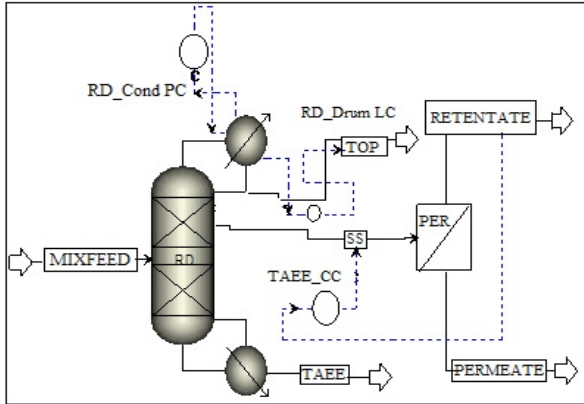 RD_Cond PC
RD_Drum LC
RETENTATE
TOP
PER
SS
MIXFEED
RD
TAEE_CC
TAEE
PERMEATE